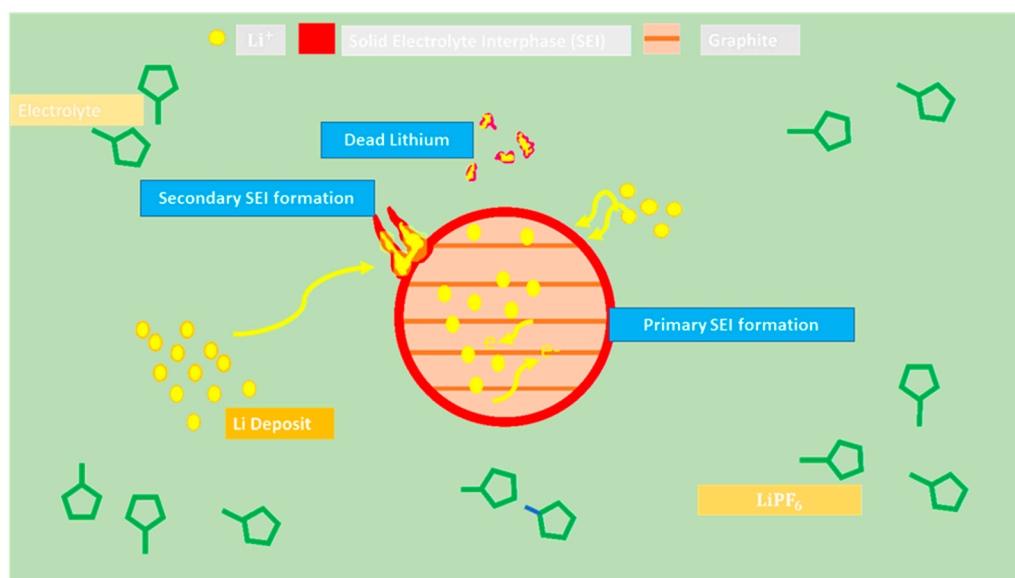 Li⁺
Solid Electrolyte Interphase (SEI)
Graphite
Electrolyte
Dead Lithium
Secondary SEI formation
Primary SEI formation
e-
e-
Li Deposit
LiPF₆